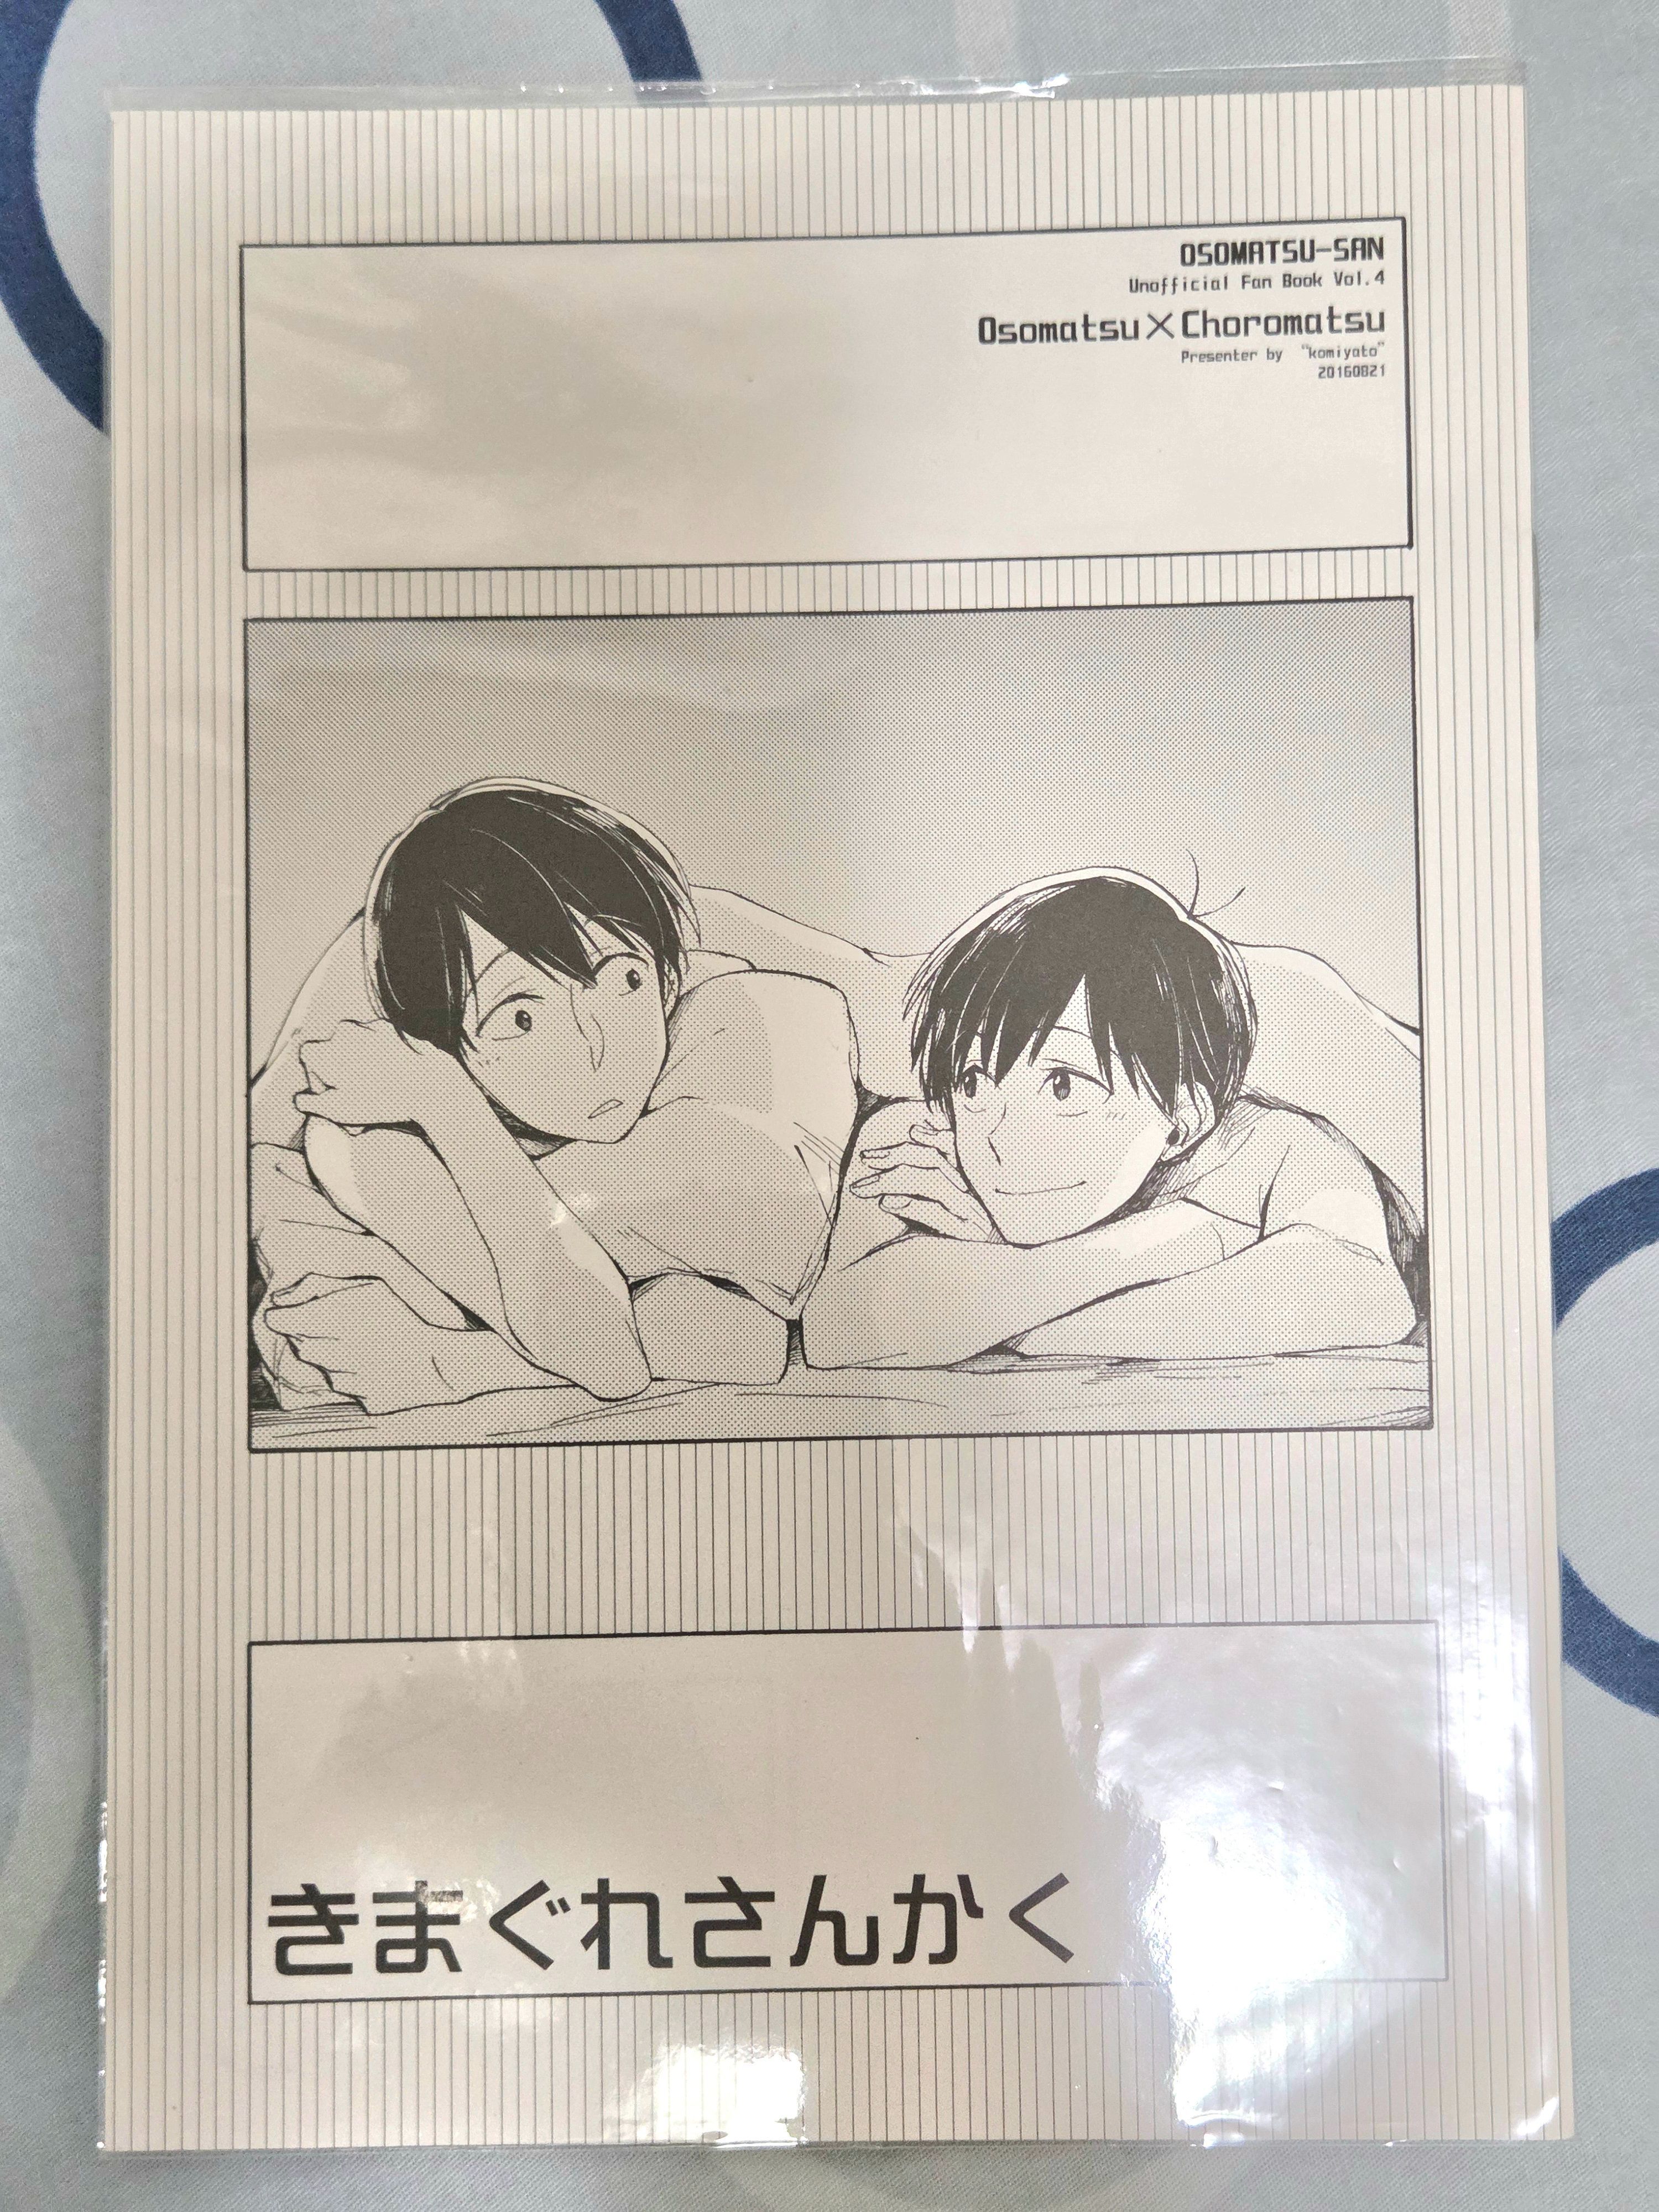 OSOMATSU-SAN
Unofficial Fan Book Vol.4
Osomatsu×Choromatsu
Presenter by "komiyato"
20160821
きまぐれさんかく